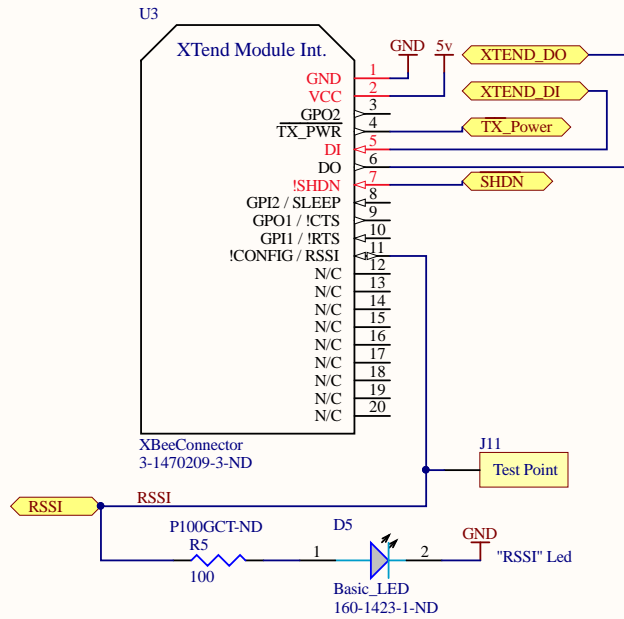 U3
XTend Module Int.
GND 1
VCC 2
GPO2 3
TX_PWR 4
DI 5
DO 6
!SHDN 7
GPI2 / SLEEP 8
GPO1 / !CTS 9
GPI1 / !RTS 10
!CONFIG / RSSI 11
N/C 12
N/C 13
N/C 14
N/C 15
N/C 16
N/C 17
N/C 18
N/C 19
N/C 20
GND
5v
XTEND_DO
XTEND_DI
TX_Power
SHDN
XBeeConnector
3-1470209-3-ND
J11
Test Point
RSSI
RSSI
P100GCT-ND
R5
100
D5
1
2
Basic_LED
160-1423-1-ND
GND
"RSSI" Led